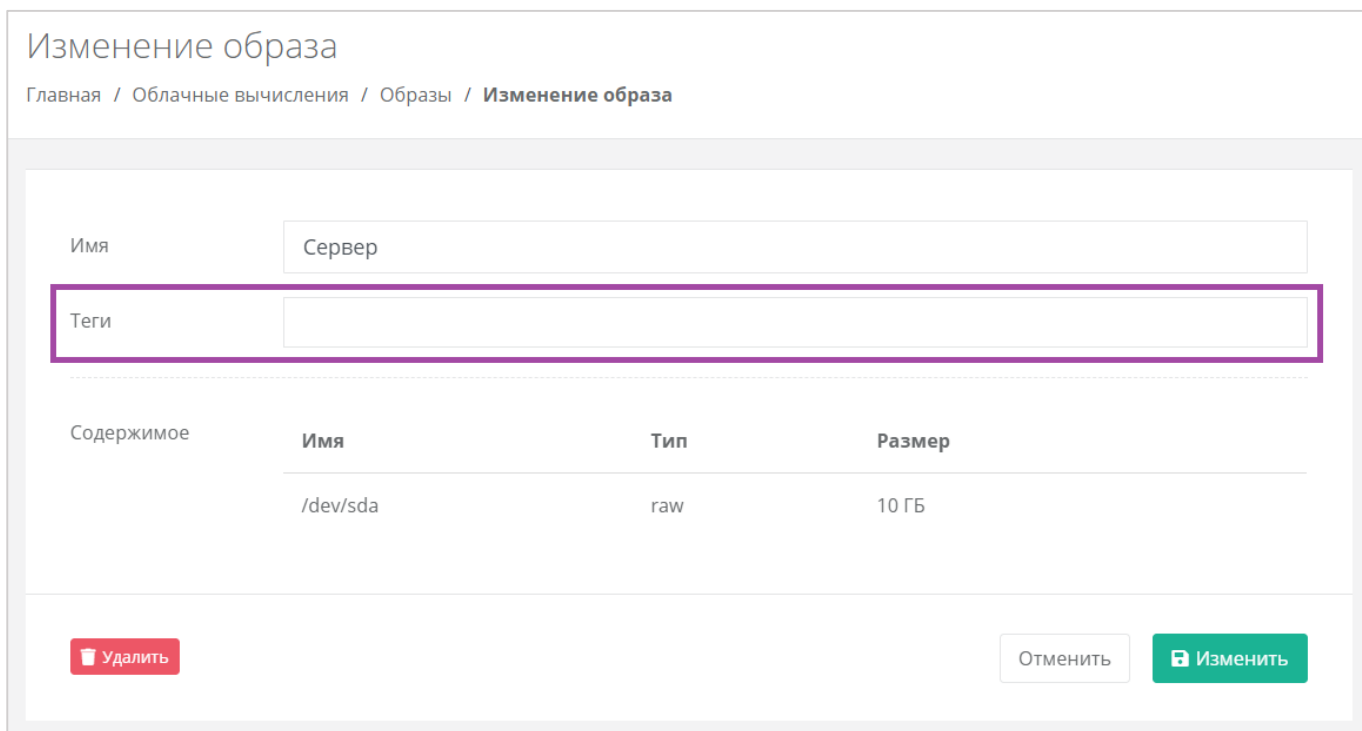 Изменение образа
Главная / Облачные вычисления / Образы / Изменение образа
Имя Сервер
Теги
Содержимое Имя Тип Размер
/dev/sda raw 10 ГБ
Удалить Отменить Изменить